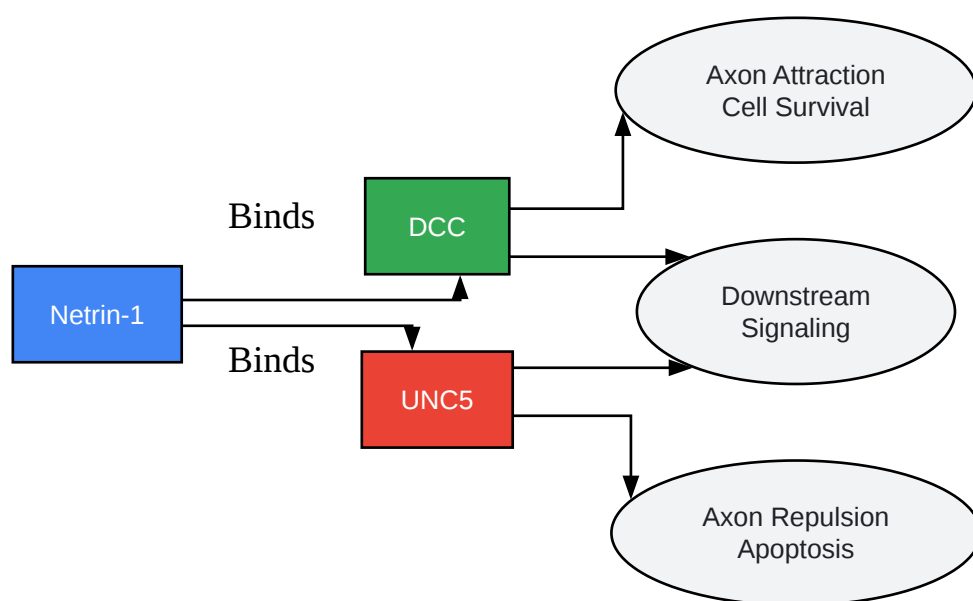 Axon Attraction
Cell Survival
Binds
DCC
Netrin-1
Downstream
Signaling
Binds
UNC5
Axon Repulsion
Apoptosis